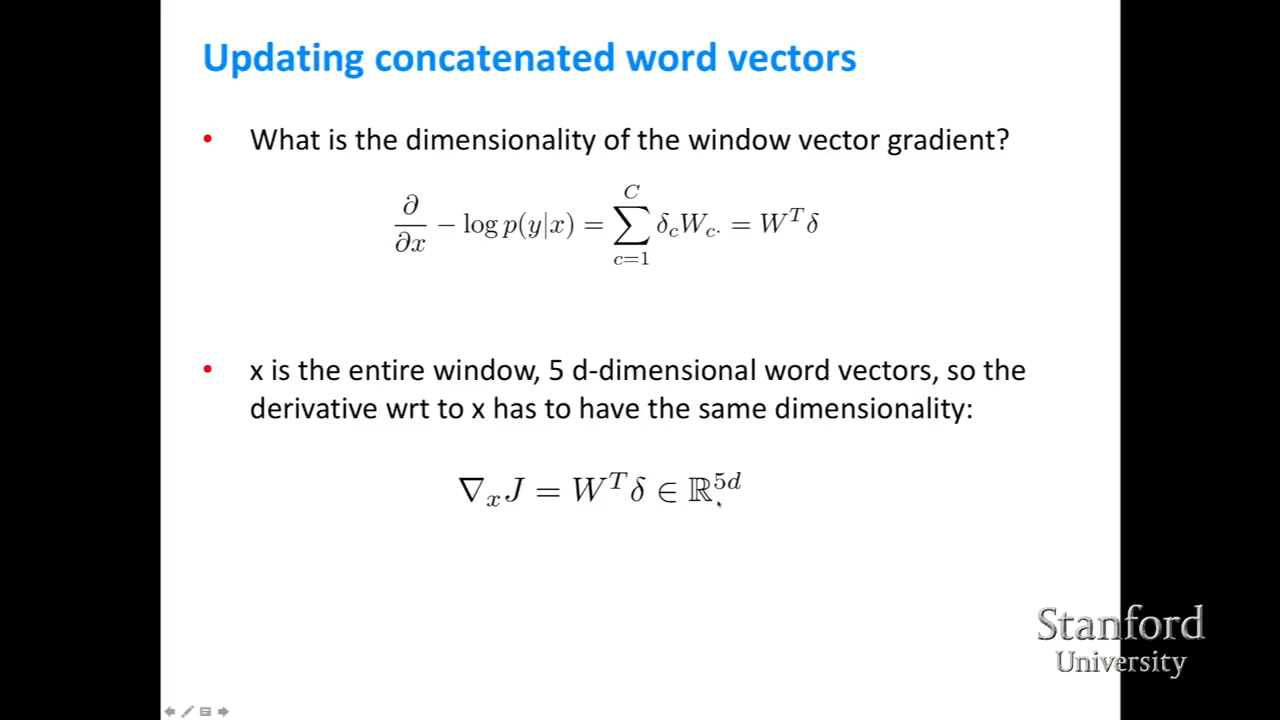 Updating concatenated word vectors
• What is the dimensionality of the window vector gradient?
∂/∂x − log p(y|x) = ∑_{c=1}^{C} δ_c W_{c·} = W^T δ
• x is the entire window, 5 d-dimensional word vectors, so the
derivative wrt to x has to have the same dimensionality:
∇_x J = W^T δ ∈ ℝ^{5d}
Stanford
University